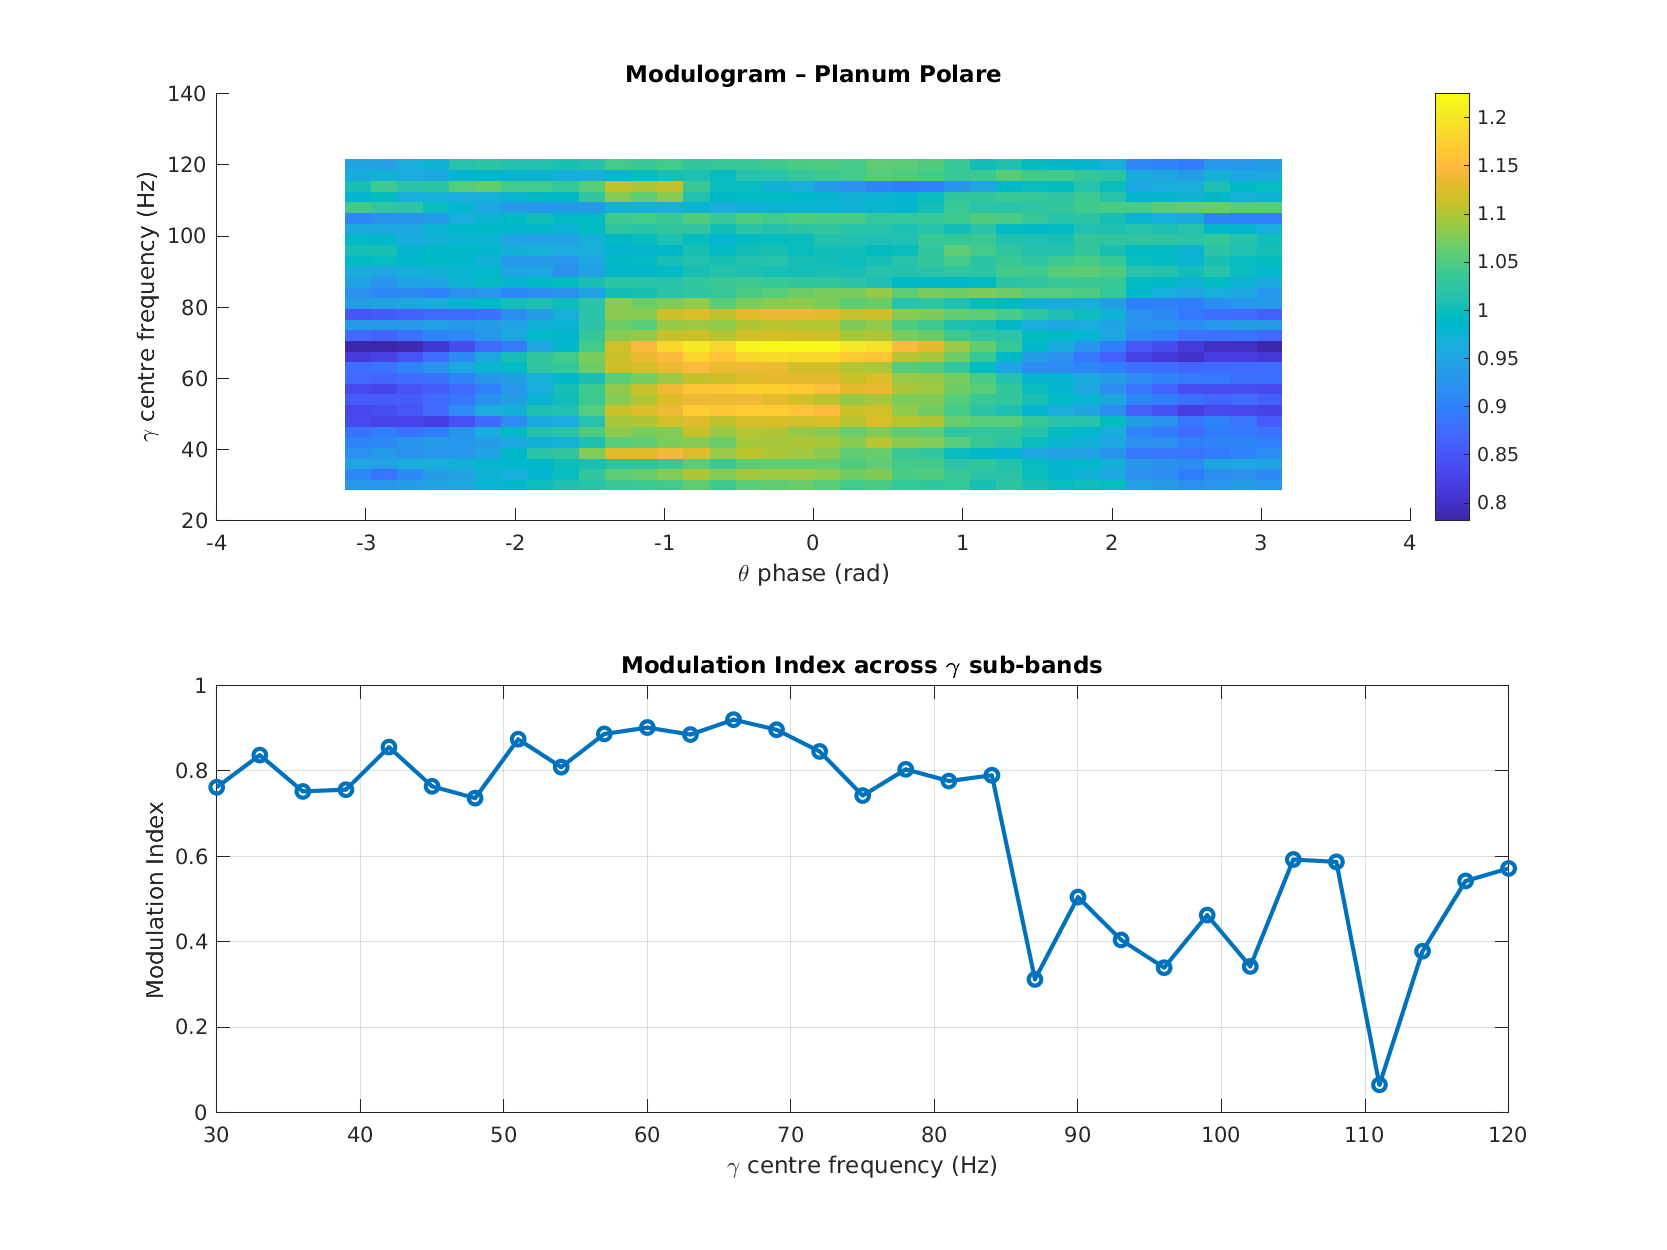 Modulogram – Planum Polare
140
120
100
80
60
40
20
γ centre frequency (Hz)
-4 -3 -2 -1 0 1 2 3 4
θ phase (rad)
1.2
1.15
1.1
1.05
1
0.95
0.9
0.85
0.8
Modulation Index across γ sub-bands
1
0.8
0.6
0.4
0.2
0
Modulation Index
30 40 50 60 70 80 90 100 110 120
γ centre frequency (Hz)